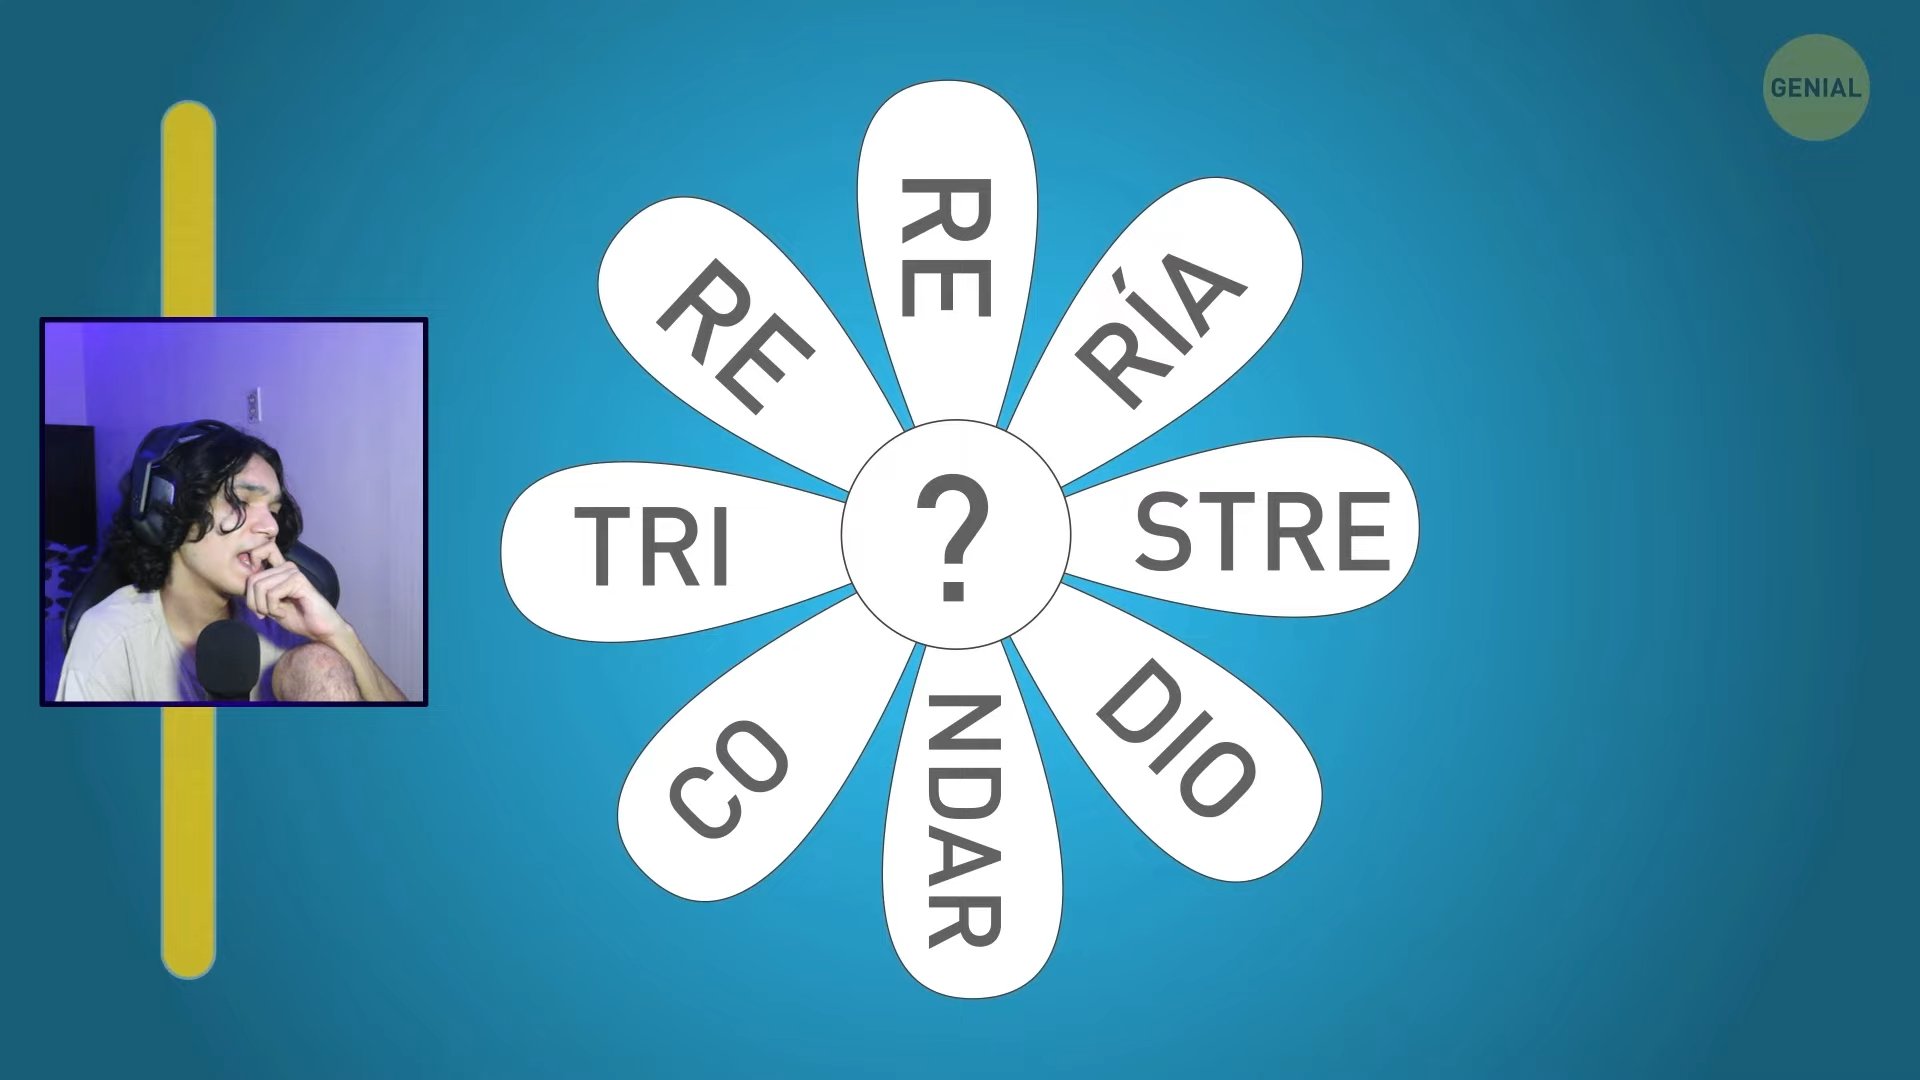 GENIAL
RE
RE
RÍA
TRI
?
STRE
CO
NDAR
DIO